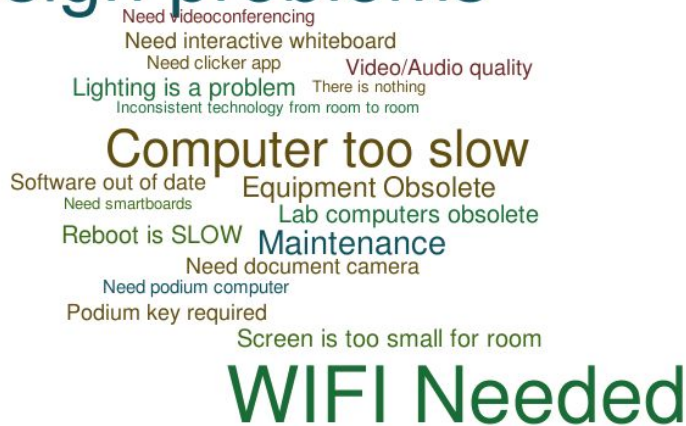 problems
Need videoconferencing
Need interactive whiteboard
Need clicker app
Video/Audio quality
Lighting is a problem
There is nothing
Inconsistent technology from room to room
Computer too slow
Software out of date
Equipment Obsolete
Need smartboards
Lab computers obsolete
Reboot is SLOW
Maintenance
Need document camera
Need podium computer
Podium key required
Screen is too small for room
WIFI Needed